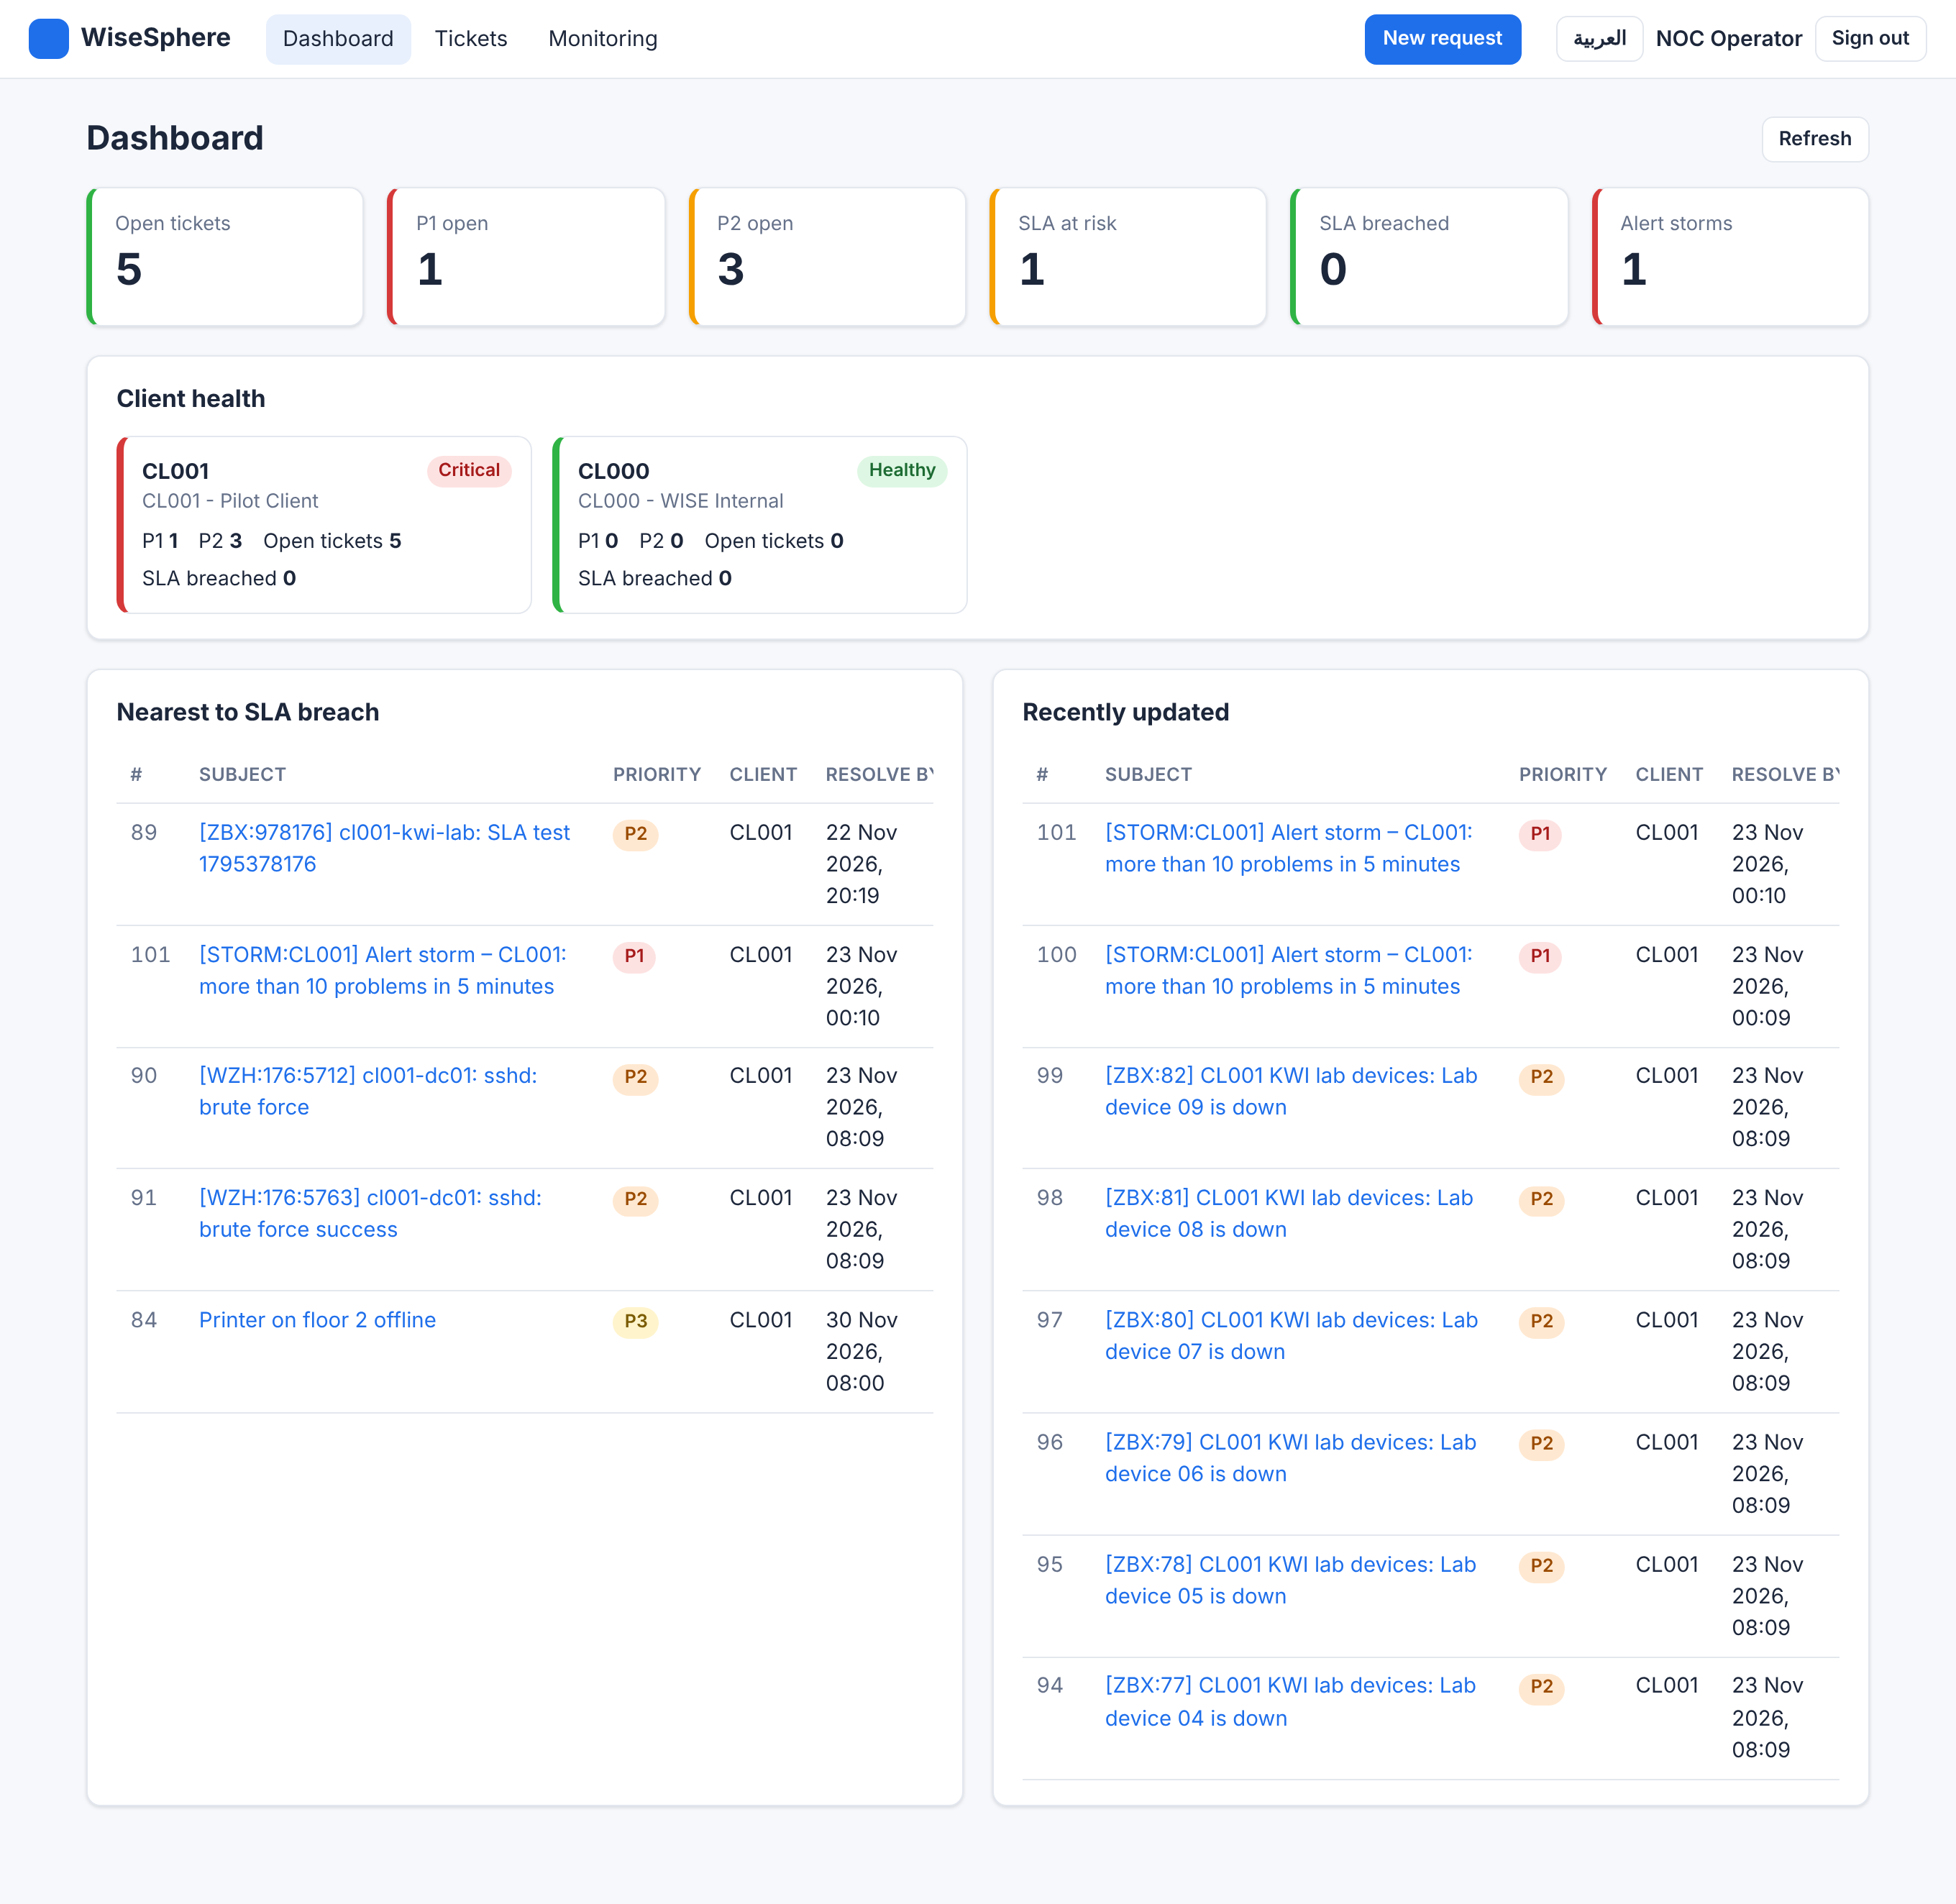 WiseSphere
Dashboard
Tickets
Monitoring
New request
العربية
NOC Operator
Sign out
Dashboard
Refresh
Open tickets
5
P1 open
1
P2 open
3
SLA at risk
1
SLA breached
0
Alert storms
1
Client health
CL001
Critical
CL001 - Pilot Client
P1 1 P2 3 Open tickets 5
SLA breached 0
CL000
Healthy
CL000 - WISE Internal
P1 0 P2 0 Open tickets 0
SLA breached 0
Nearest to SLA breach
# SUBJECT PRIORITY CLIENT RESOLVE BY
89 [ZBX:978176] cl001-kwi-lab: SLA test P2 CL001 22 Nov
1795378176 2026,
20:19
101 [STORM:CL001] Alert storm – CL001: P1 CL001 23 Nov
more than 10 problems in 5 minutes 2026,
00:10
90 [WZH:176:5712] cl001-dc01: sshd: P2 CL001 23 Nov
brute force 2026,
08:09
91 [WZH:176:5763] cl001-dc01: sshd: P2 CL001 23 Nov
brute force success 2026,
08:09
84 Printer on floor 2 offline P3 CL001 30 Nov
2026,
08:00
Recently updated
# SUBJECT PRIORITY CLIENT RESOLVE BY
101 [STORM:CL001] Alert storm – CL001: P1 CL001 23 Nov
more than 10 problems in 5 minutes 2026,
00:10
100 [STORM:CL001] Alert storm – CL001: P1 CL001 23 Nov
more than 10 problems in 5 minutes 2026,
00:09
99 [ZBX:82] CL001 KWI lab devices: Lab P2 CL001 23 Nov
device 09 is down 2026,
08:09
98 [ZBX:81] CL001 KWI lab devices: Lab P2 CL001 23 Nov
device 08 is down 2026,
08:09
97 [ZBX:80] CL001 KWI lab devices: Lab P2 CL001 23 Nov
device 07 is down 2026,
08:09
96 [ZBX:79] CL001 KWI lab devices: Lab P2 CL001 23 Nov
device 06 is down 2026,
08:09
95 [ZBX:78] CL001 KWI lab devices: Lab P2 CL001 23 Nov
device 05 is down 2026,
08:09
94 [ZBX:77] CL001 KWI lab devices: Lab P2 CL001 23 Nov
device 04 is down 2026,
08:09